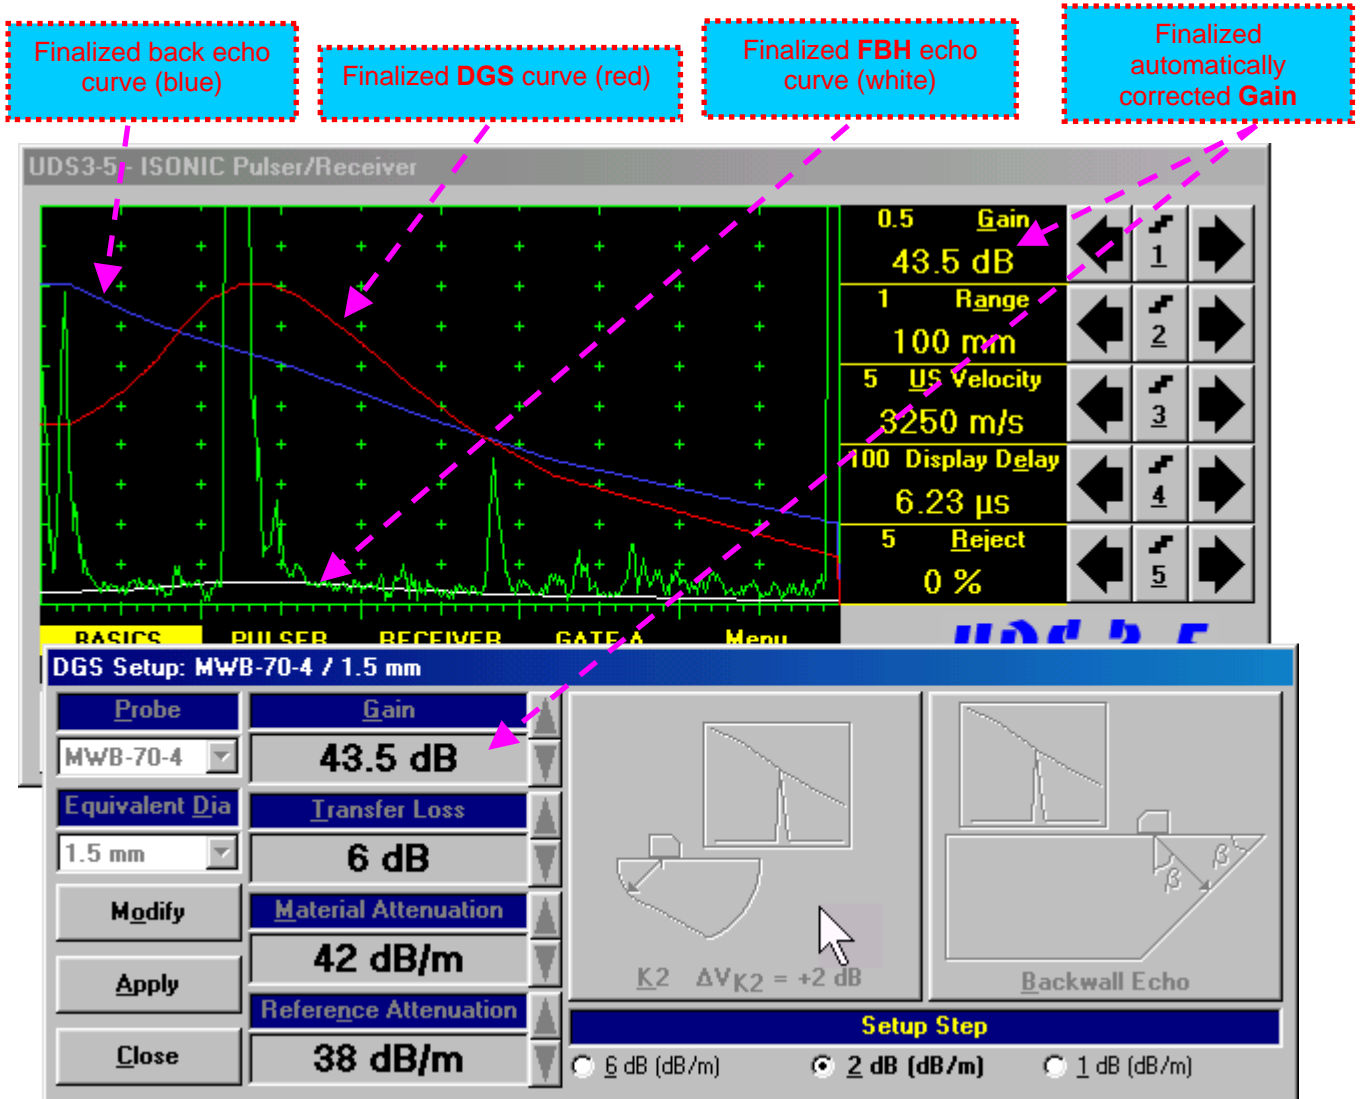 Finalized back echo
curve (blue)
Finalized DGS curve (red)
Finalized FBH echo
curve (white)
Finalized
automatically
corrected Gain
UDS3-5 - ISONIC Pulser/Receiver
0.5 Gain
43.5 dB
1
1 Range
100 mm
2
5 US Velocity
3250 m/s
3
100 Display Delay
6.23 µs
4
5 Reject
0 %
5
BASICS PULSER RECEIVER GATE A Menu
UDS 3-5
DGS Setup: MWB-70-4 / 1.5 mm
Probe
MWB-70-4
Equivalent Dia
1.5 mm
Modify
Apply
Close
Gain
43.5 dB
Transfer Loss
6 dB
Material Attenuation
42 dB/m
Reference Attenuation
38 dB/m
K2 ΔVK2 = +2 dB
β
β
Backwall Echo
Setup Step
6 dB (dB/m) 2 dB (dB/m) 1 dB (dB/m)